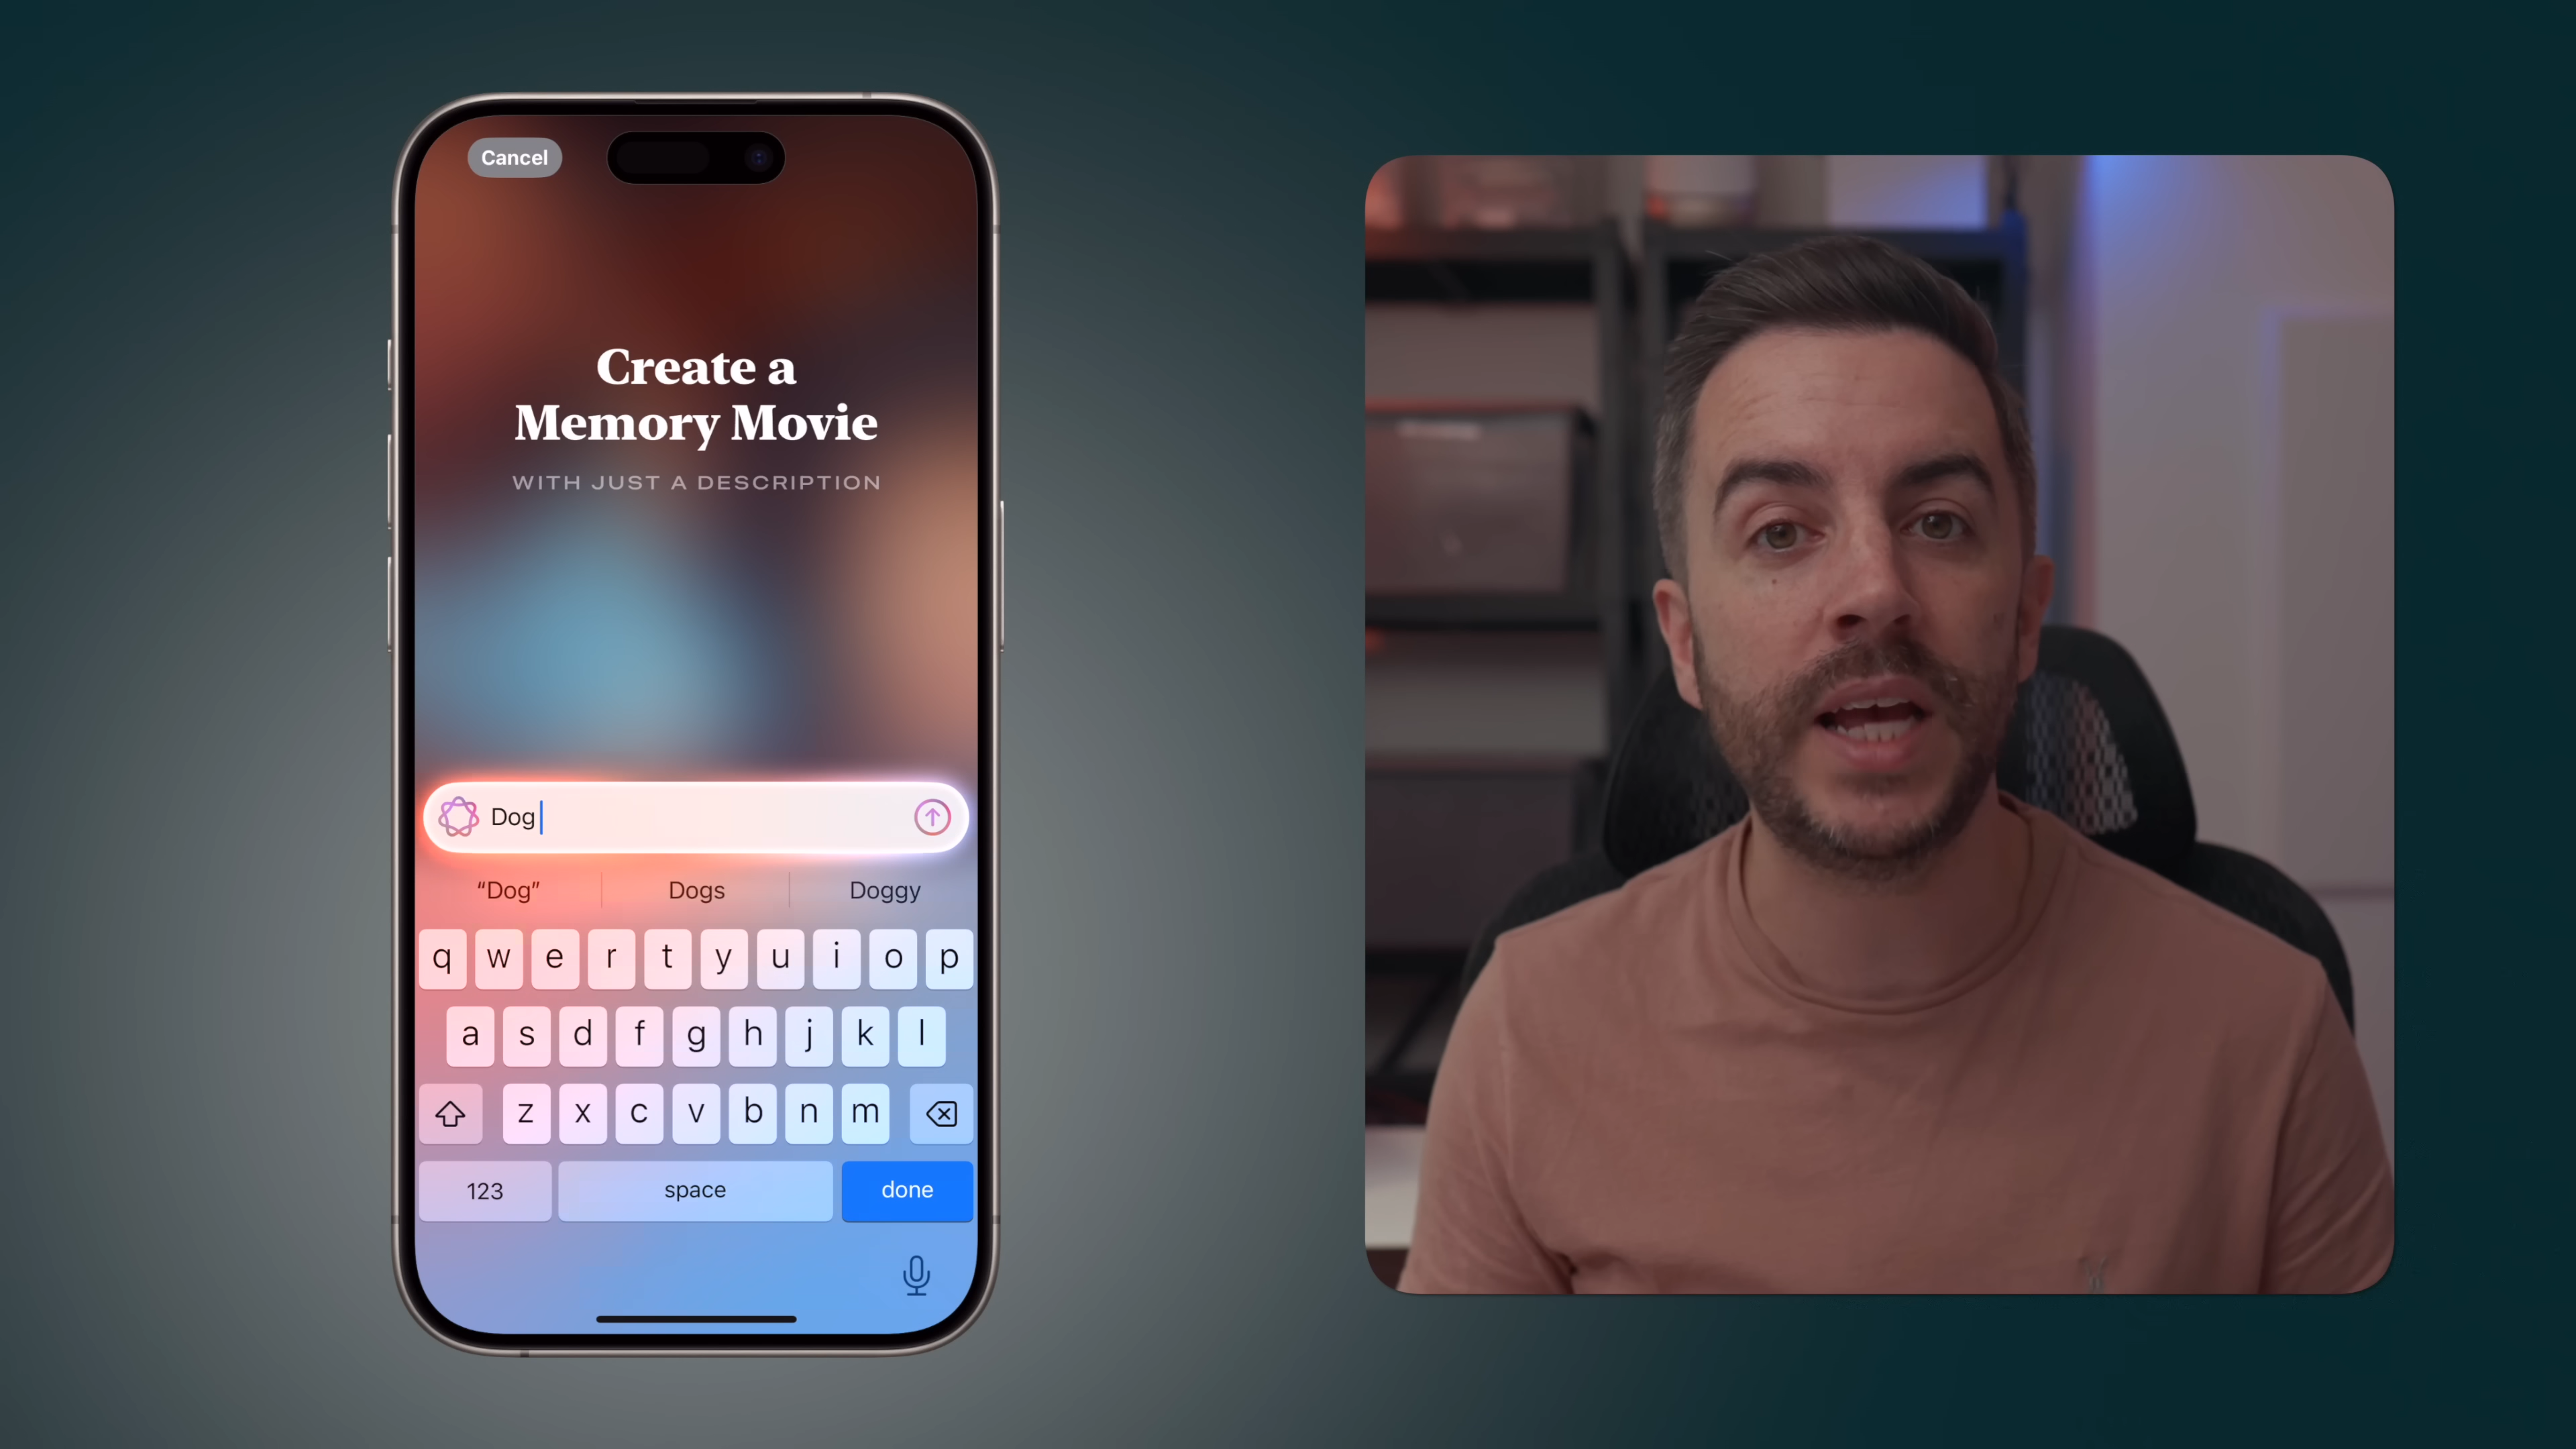 Cancel
Create a
Memory Movie
WITH JUST A DESCRIPTION
Dog
“Dog” Dogs Doggy
q w e r t y u i o p
a s d f g h j k l
z x c v b n m
123 space done